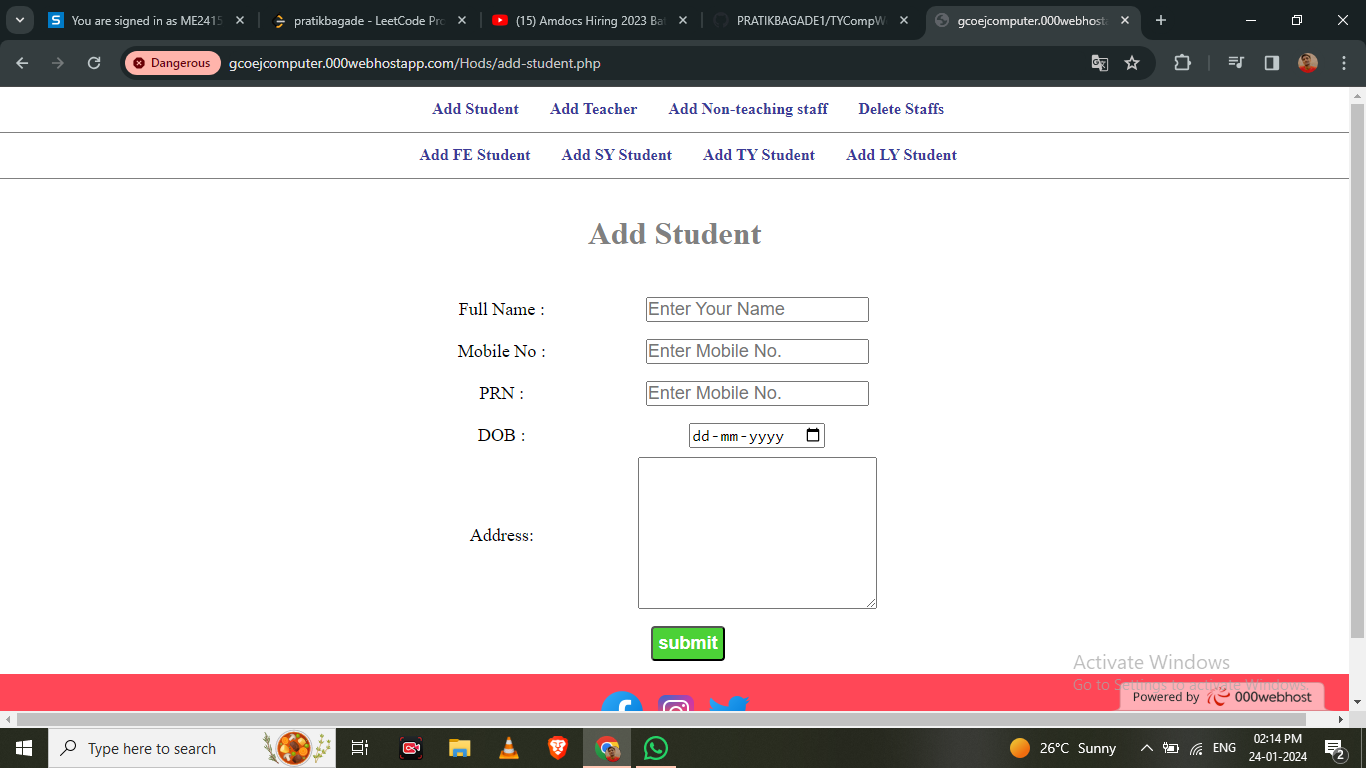 You are signed in as ME2415
pratikbagade - LeetCode Pro
(15) Amdocs Hiring 2023 Bat
PRATIKBAGADE1/TYCompW
gcoejcomputer.000webhosta
Dangerous
gcoejcomputer.000webhostapp.com/Hods/add-student.php
Add Student Add Teacher Add Non-teaching staff Delete Staffs
Add FE Student Add SY Student Add TY Student Add LY Student
Add Student
Full Name : Enter Your Name
Mobile No : Enter Mobile No.
PRN : Enter Mobile No.
DOB : dd-mm-yyyy
Address:
submit
Activate Windows
Go to Settings to activate Windows.
Powered by 000webhost
Type here to search
26°C Sunny
ENG
02:14 PM
24-01-2024
2